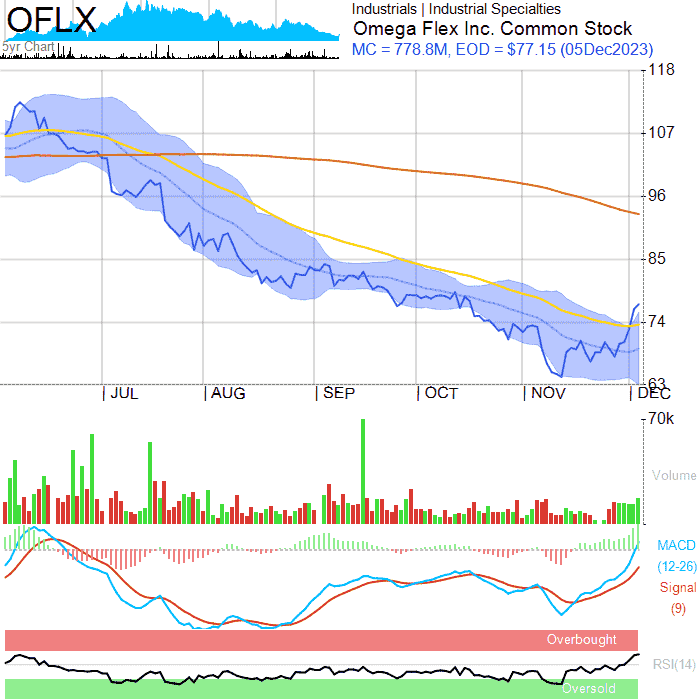 OFLX
5yr Chart
Industrials | Industrial Specialties
Omega Flex Inc. Common Stock
MC = 778.8M, EOD = $77.15 (05Dec2023)
118
107
96
85
74
63
| JUL | AUG | SEP | OCT | NOV | DEC
70k
Volume
MACD
(12-26)
Signal
(9)
Overbought
RSI(14)
Oversold